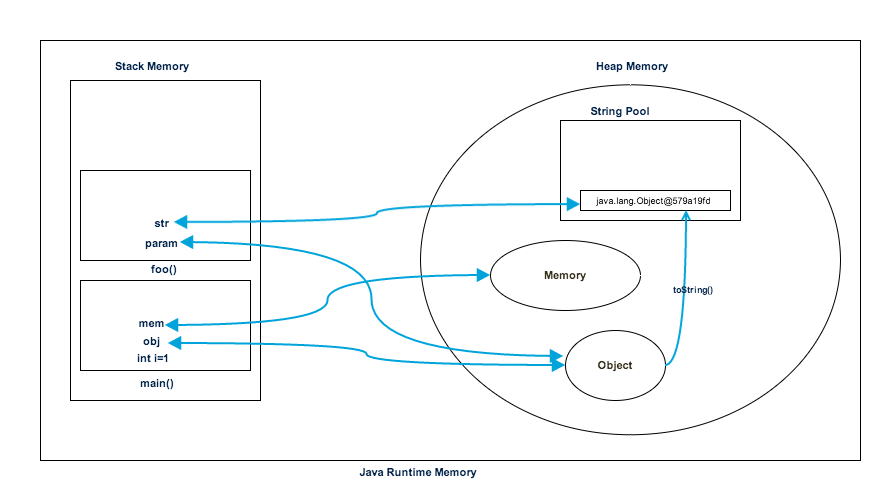 Stack Memory
Heap Memory
String Pool
java.lang.Object@579a19fd
str
param
foo()
Memory
toString()
mem
obj
int i=1
Object
main()
Java Runtime Memory